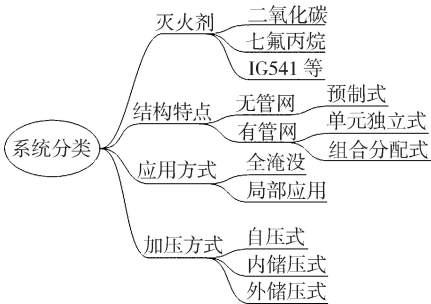 系统分类
灭火剂
二氧化碳
七氟丙烷
IG541 等
结构特点
无管网
预制式
有管网
单元独立式
组合分配式
应用方式
全淹没
局部应用
加压方式
自压式
内储压式
外储压式